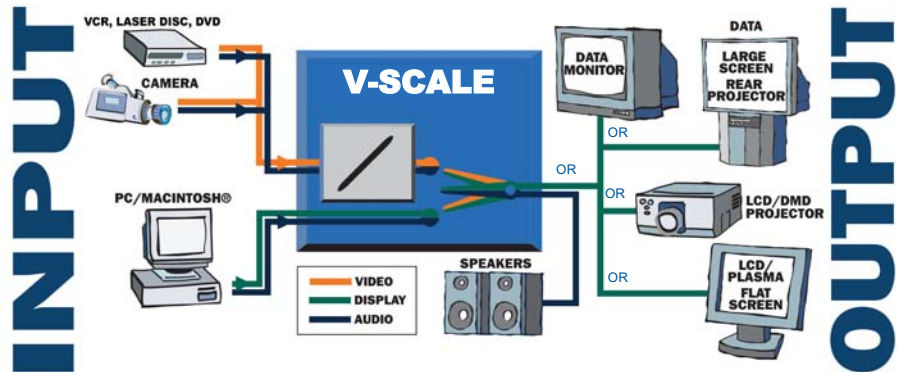 INPUT
VCR, LASER DISC, DVD
CAMERA
PC/MACINTOSH®
V-SCALE
VIDEO
DISPLAY
AUDIO
SPEAKERS
DATA
MONITOR
DATA
LARGE
SCREEN
REAR
PROJECTOR
OR
OR
OR
LCD/DMD
PROJECTOR
OR
LCD/
PLASMA
FLAT
SCREEN
OUTPUT